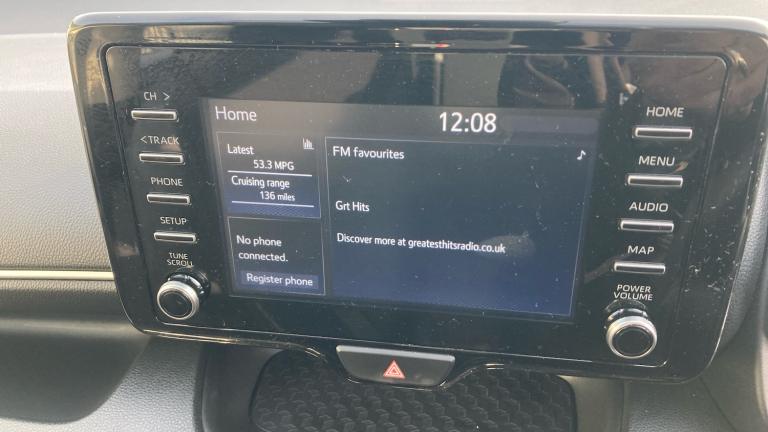 CH >
< TRACK
PHONE
SETUP
TUNE
SCROLL
Home
12:08
Latest
53.3 MPG
Cruising range
136 miles
No phone
connected.
Register phone
FM favourites
Grt Hits
Discover more at greatesthitsradio.co.uk
HOME
MENU
AUDIO
MAP
POWER
VOLUME